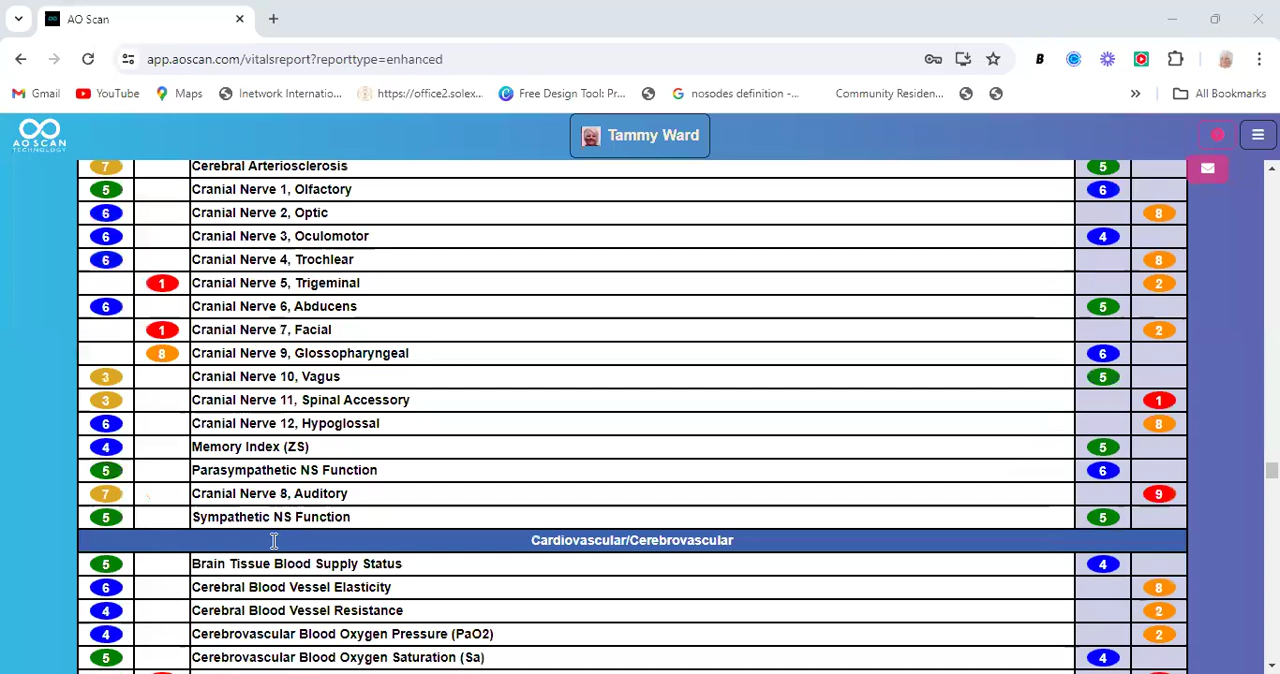 AO Scan
app.aoscan.com/vitalsreport?reporttype=enhanced
B
Gmail YouTube Maps Inetwork Internatio... https://office2.solex... Free Design Tool: Pr... nosodes definition -... Community Residen... » All Bookmarks
AO SCAN
TECHNOLOGY
Tammy Ward
7 Cerebral Arteriosclerosis 5
5 Cranial Nerve 1, Olfactory 6
6 Cranial Nerve 2, Optic 8
6 Cranial Nerve 3, Oculomotor 4
6 Cranial Nerve 4, Trochlear 8
1 Cranial Nerve 5, Trigeminal 2
6 Cranial Nerve 6, Abducens 5
1 Cranial Nerve 7, Facial 2
8 Cranial Nerve 9, Glossopharyngeal 6
3 Cranial Nerve 10, Vagus 5
3 Cranial Nerve 11, Spinal Accessory 1
6 Cranial Nerve 12, Hypoglossal 8
4 Memory Index (ZS) 5
5 Parasympathetic NS Function 6
7 Cranial Nerve 8, Auditory 9
5 Sympathetic NS Function 5
Cardiovascular/Cerebrovascular
5 Brain Tissue Blood Supply Status 4
6 Cerebral Blood Vessel Elasticity 8
4 Cerebral Blood Vessel Resistance 2
4 Cerebrovascular Blood Oxygen Pressure (PaO2) 2
5 Cerebrovascular Blood Oxygen Saturation (Sa) 4